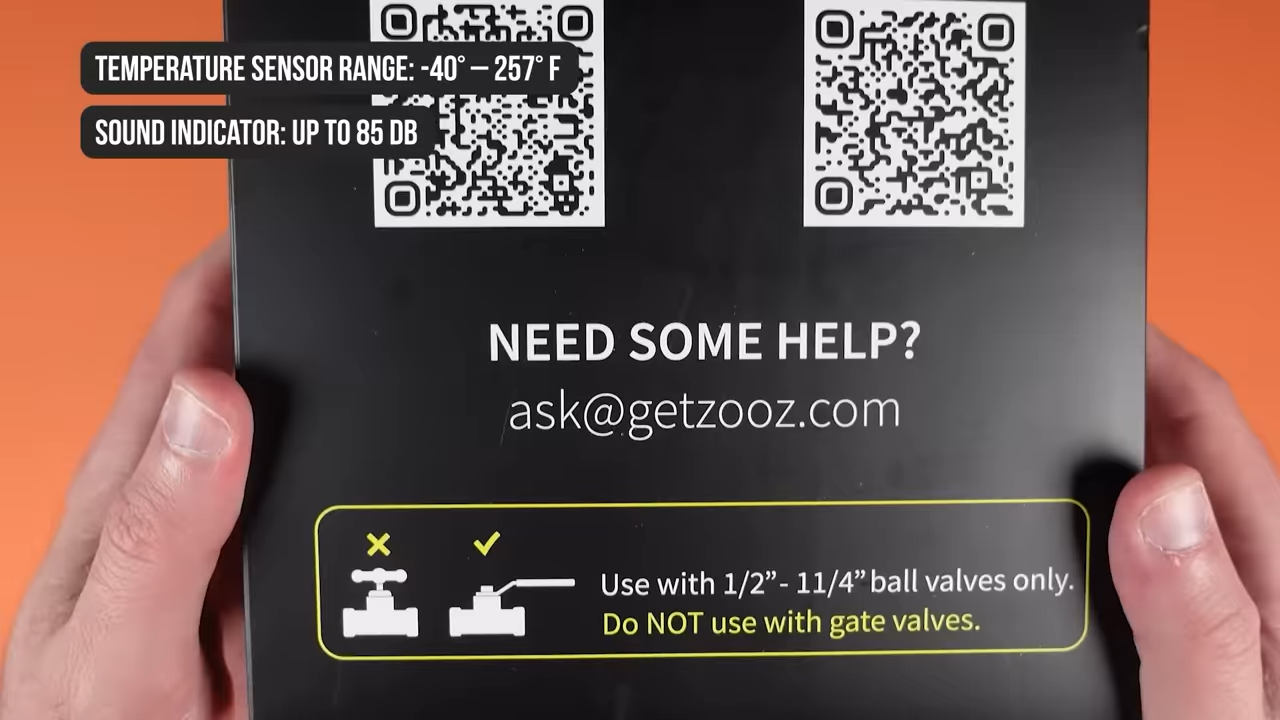 TEMPERATURE SENSOR RANGE: -40° – 257° F
SOUND INDICATOR: UP TO 85 DB
NEED SOME HELP?
ask@getzooz.com
Use with 1/2”- 11/4” ball valves only.
Do NOT use with gate valves.